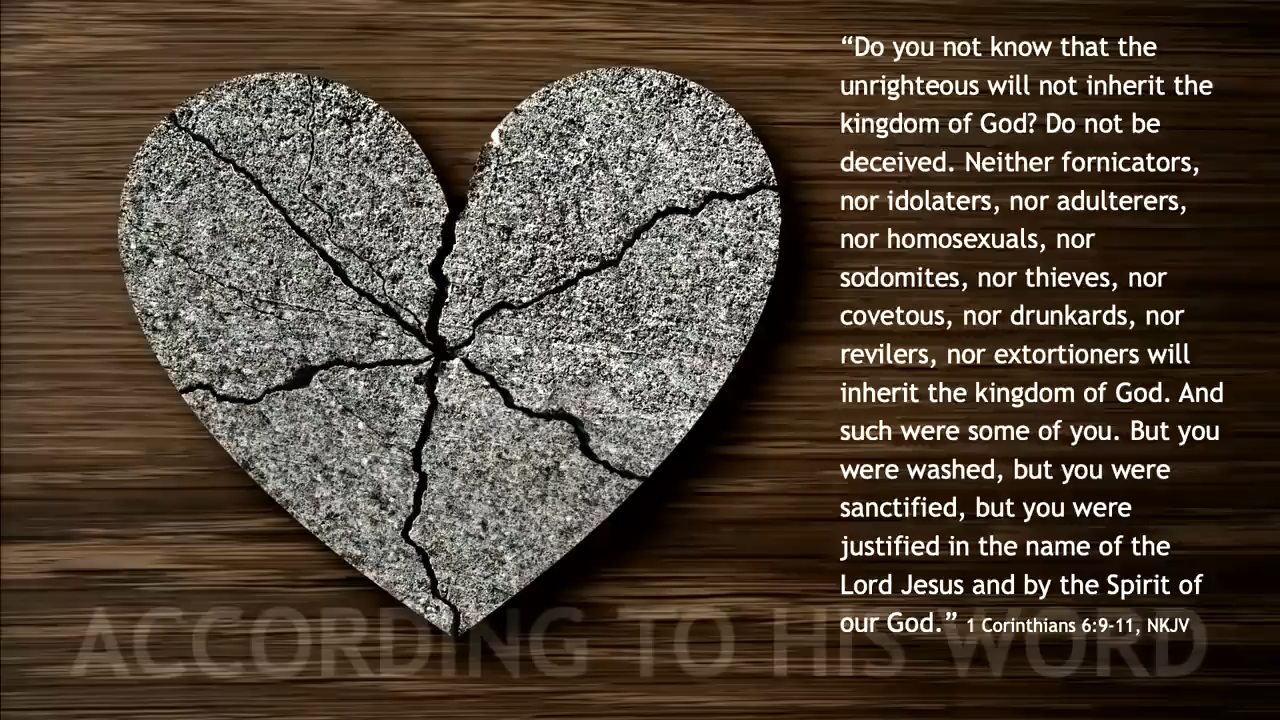 “Do you not know that the
unrighteous will not inherit the
kingdom of God? Do not be
deceived. Neither fornicators,
nor idolaters, nor adulterers,
nor homosexuals, nor
sodomites, nor thieves, nor
covetous, nor drunkards, nor
revilers, nor extortioners will
inherit the kingdom of God. And
such were some of you. But you
were washed, but you were
sanctified, but you were
justified in the name of the
Lord Jesus and by the Spirit of
our God.” 1 Corinthians 6:9-11, NKJV
ACCORDING TO HIS WORD